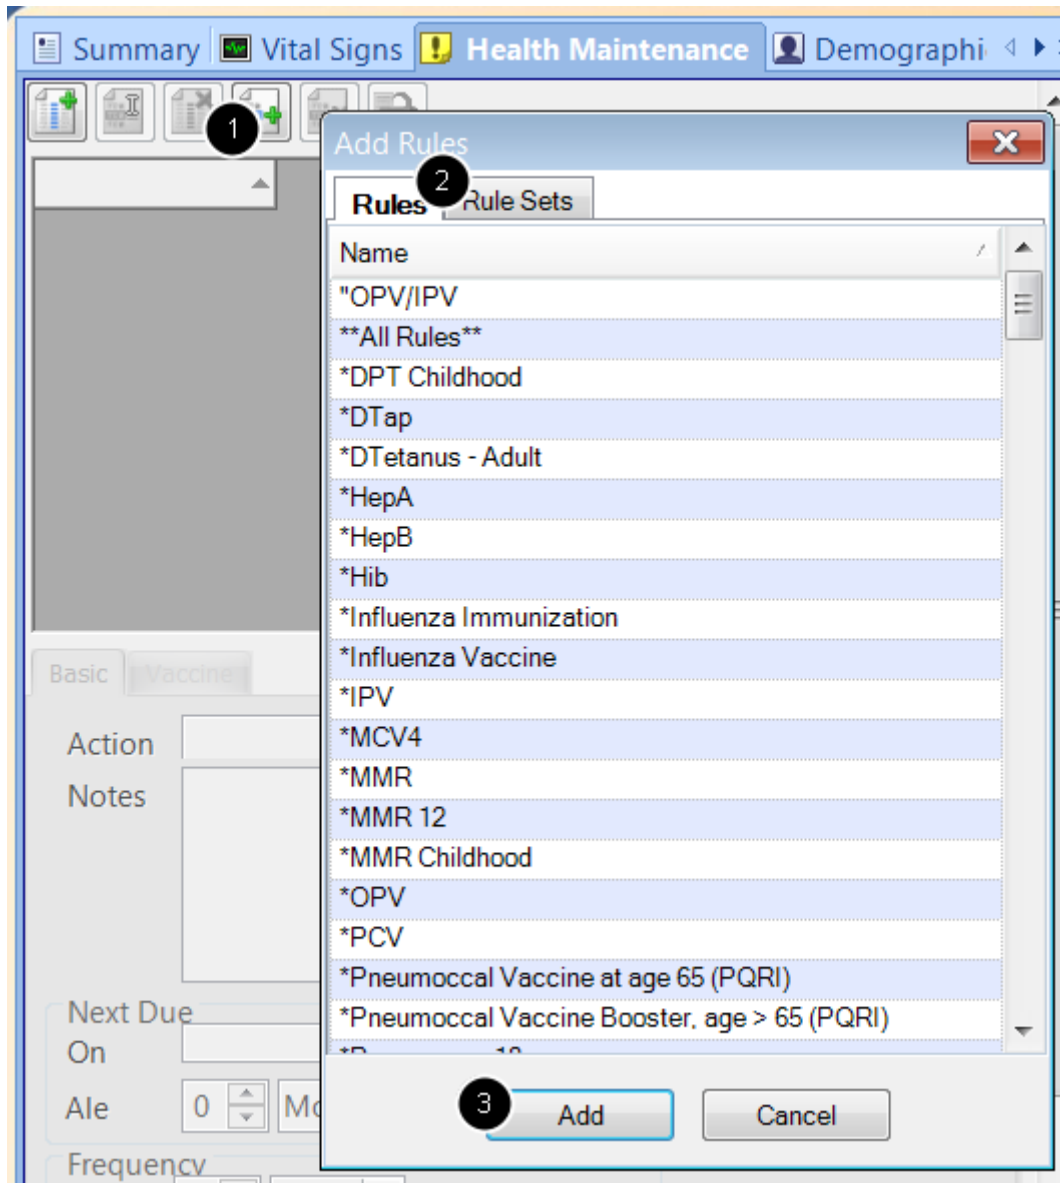 Summary Vital Signs Health Maintenance Demographi
1
Add Rules
2
Rules Rule Sets
Name
"OPV/IPV
**All Rules**
*DPT Childhood
*DTap
*DTetanus - Adult
*HepA
*HepB
*Hib
*Influenza Immunization
*Influenza Vaccine
*IPV
*MCV4
*MMR
*MMR 12
*MMR Childhood
*OPV
*PCV
*Pneumoccal Vaccine at age 65 (PQRI)
*Pneumoccal Vaccine Booster, age > 65 (PQRI)
Basic Vaccine
Action
Notes
Next Due
On
Ale 0 Mo
Frequency
3
Add Cancel